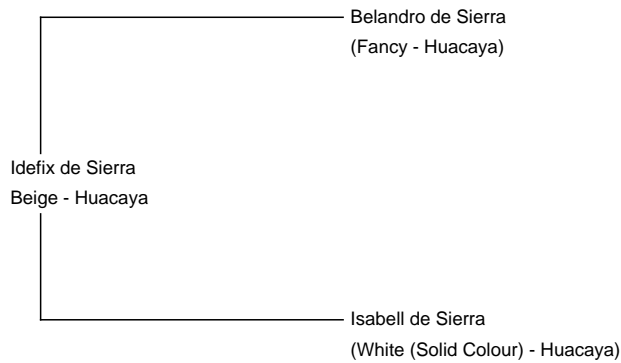 Belandro de Sierra
(Fancy - Huacaya)
Idefix de Sierra
Beige - Huacaya
Isabell de Sierra
(White (Solid Colour) - Huacaya)